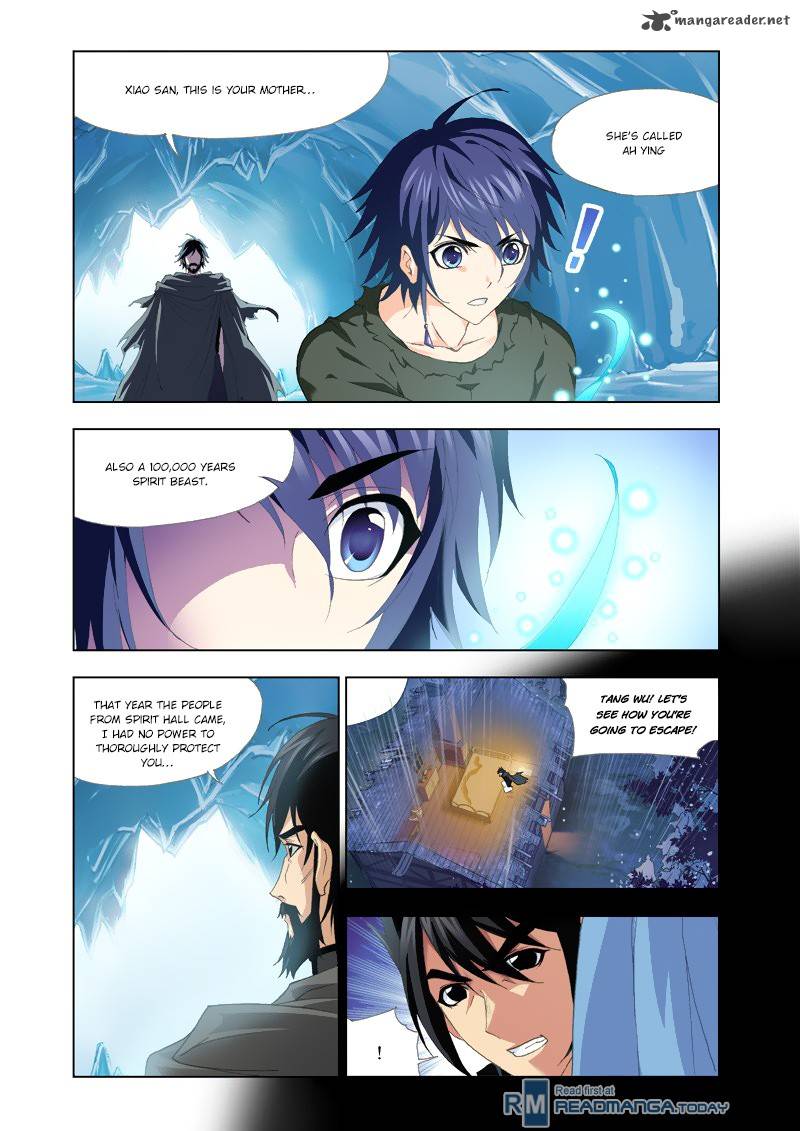 mangareader.net
XIAO SAN, THIS IS YOUR MOTHER...
SHE'S CALLED
AH YING
!
ALSO A 100,000 YEARS
SPIRIT BEAST.
THAT YEAR THE PEOPLE
FROM SPIRIT HALL CAME,
I HAD NO POWER TO
THOROUGHLY PROTECT
YOU...
TANG WU! LET'S
SEE HOW YOU'RE
GOING TO ESCAPE!
!
RM
Read first at
READMANGA.TODAY